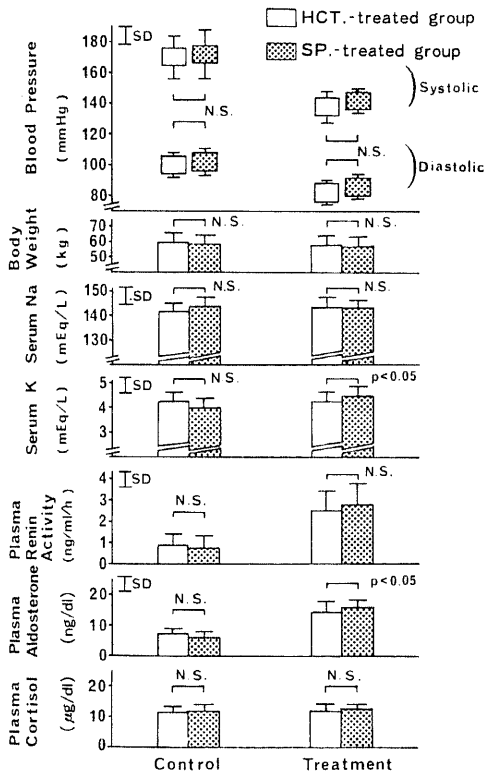 HCT.-treated group
SP.-treated group
SD
Blood Pressure
(mmHg)
180
160
140
120
100
80
N.S.
N.S.
Systolic
Diastolic
Body
Weight
(kg)
70
60
50
N.S.
N.S.
Serum Na
(mEq/L)
150
140
130
SD
N.S.
N.S.
Serum K
(mEq/L)
5
4
3
SD
N.S.
p<0.05
Plasma
Renin
Activity
(ng/ml/h)
4
3
2
1
0
SD
N.S.
N.S.
Plasma
Aldosterone
(ng/dl)
20
10
0
SD
N.S.
p<0.05
Plasma
Cortisol
(μg/dl)
20
10
0
N.S.
N.S.
Control
Treatment